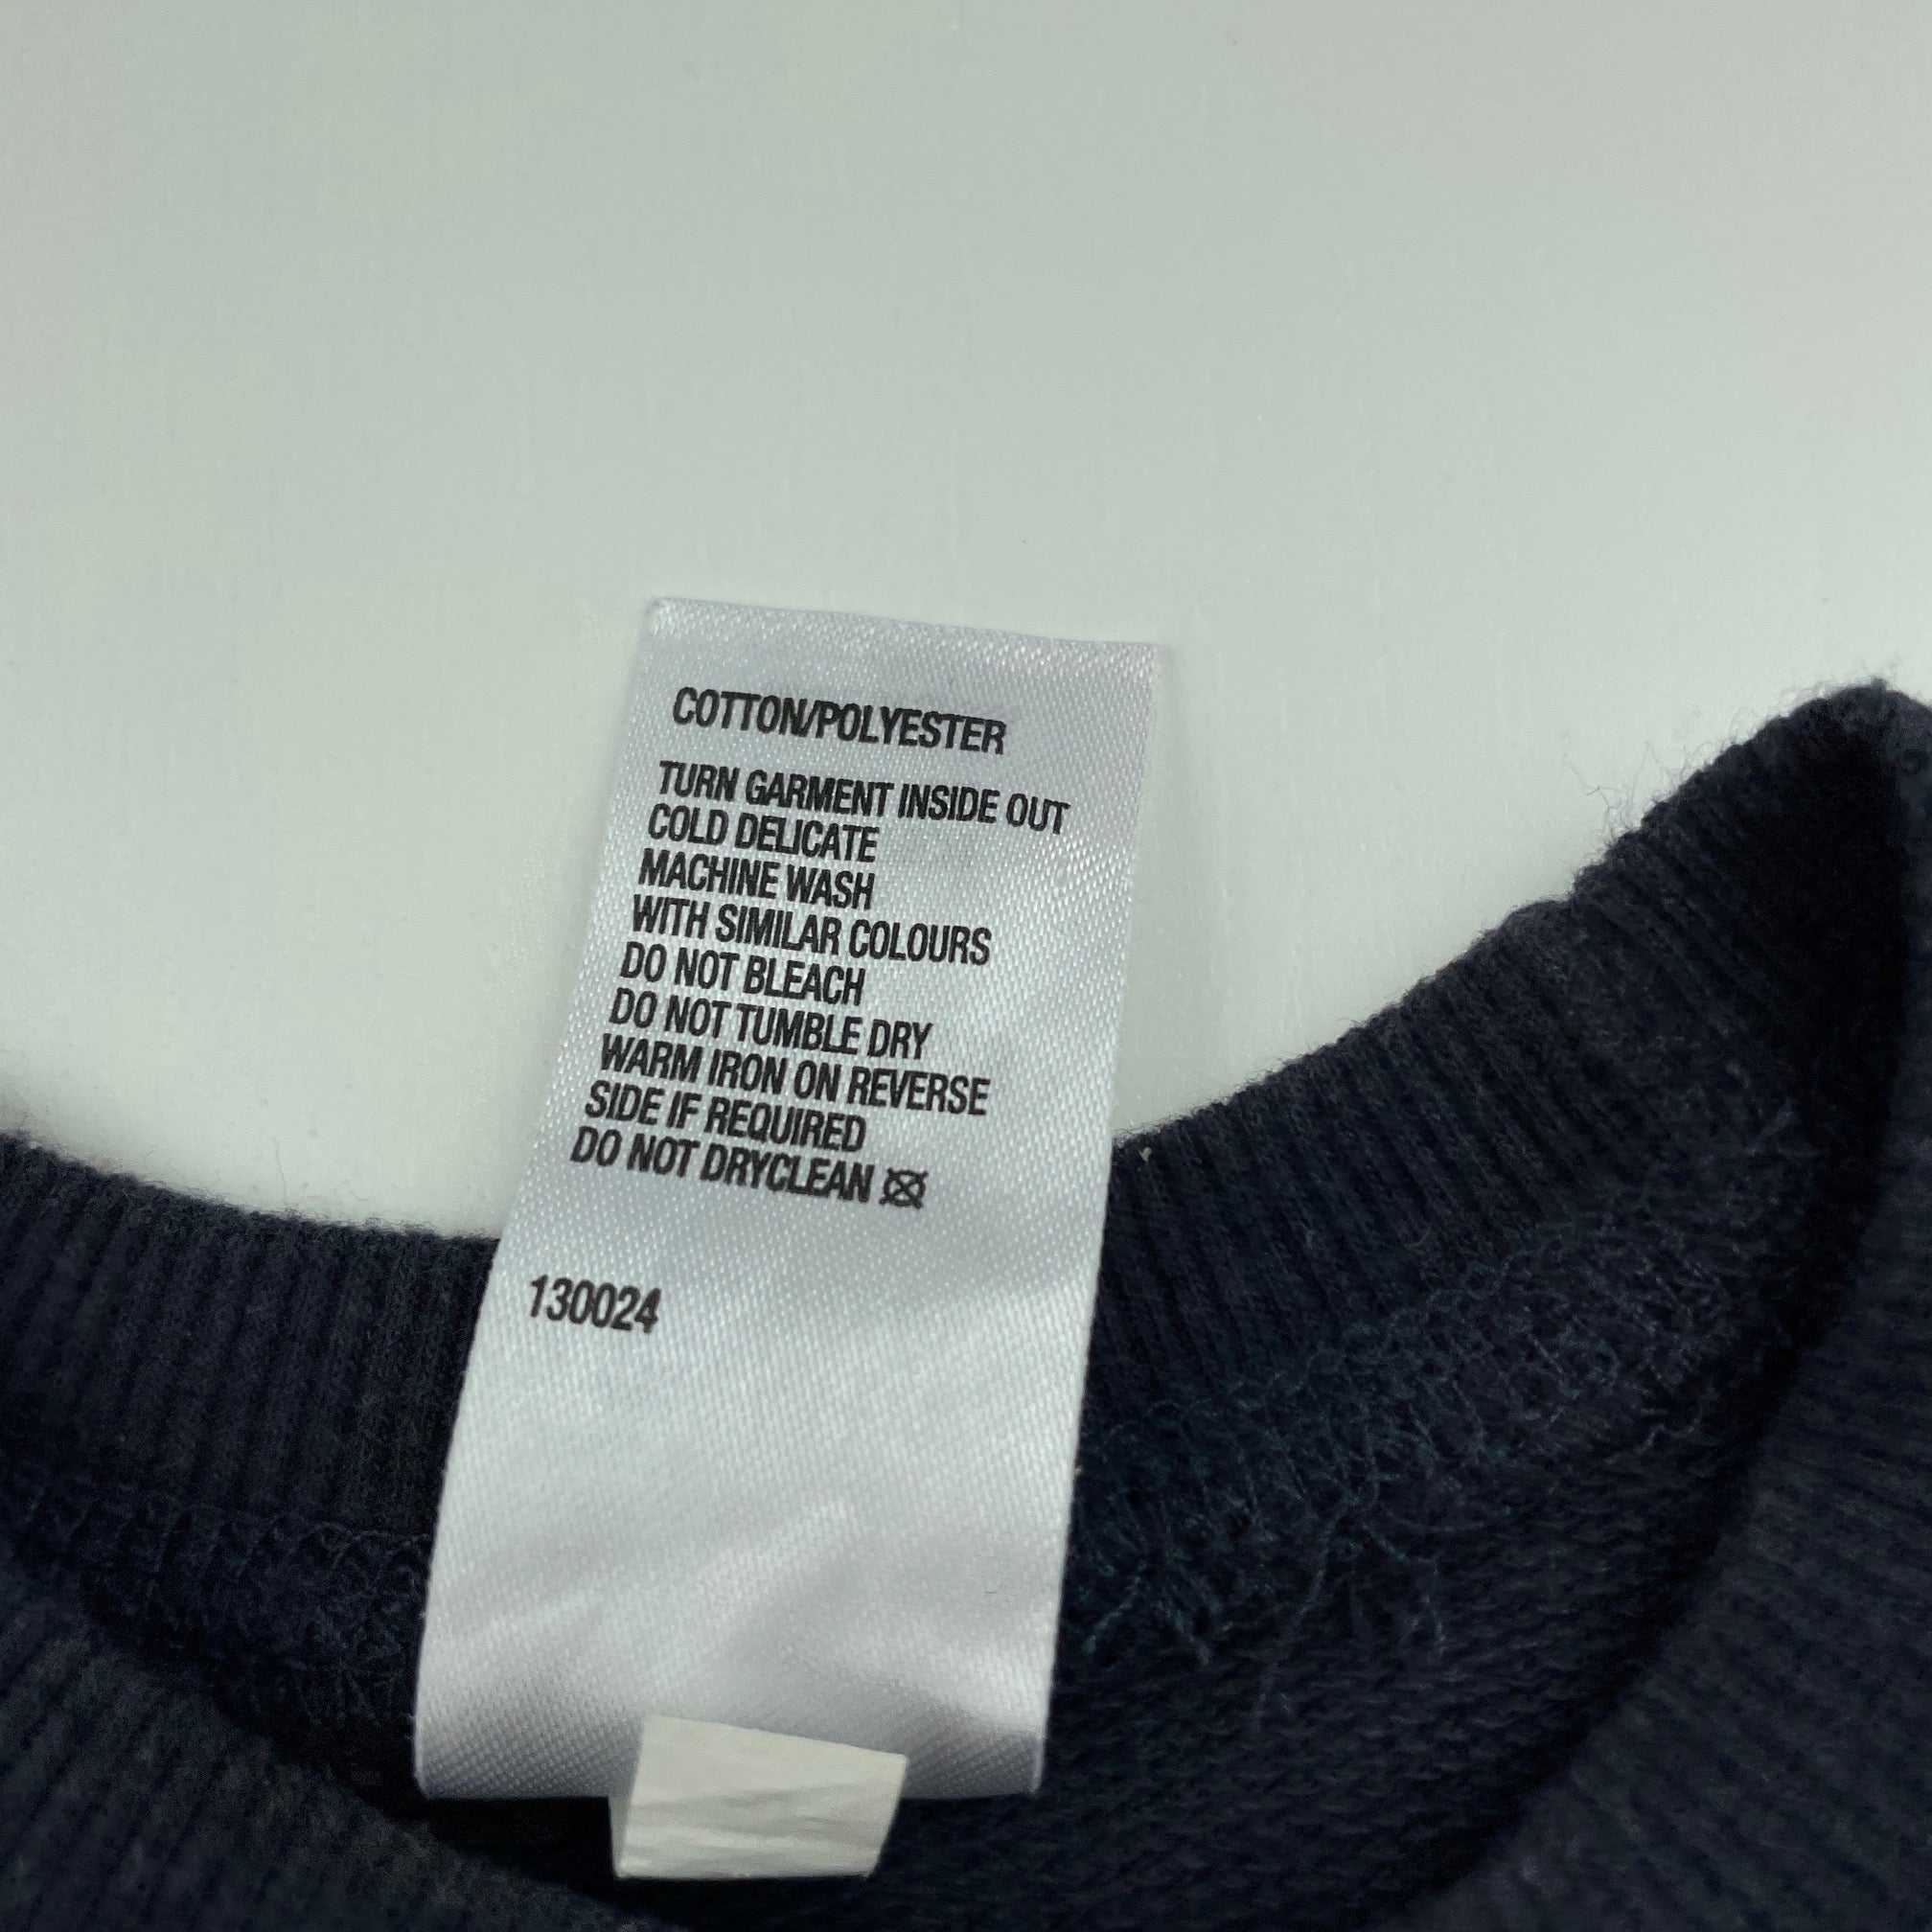 COTTON/POLYESTER
TURN GARMENT INSIDE OUT
COLD DELICATE
MACHINE WASH
WITH SIMILAR COLOURS
DO NOT BLEACH
DO NOT TUMBLE DRY
WARM IRON ON REVERSE
SIDE IF REQUIRED
DO NOT DRYCLEAN
130024